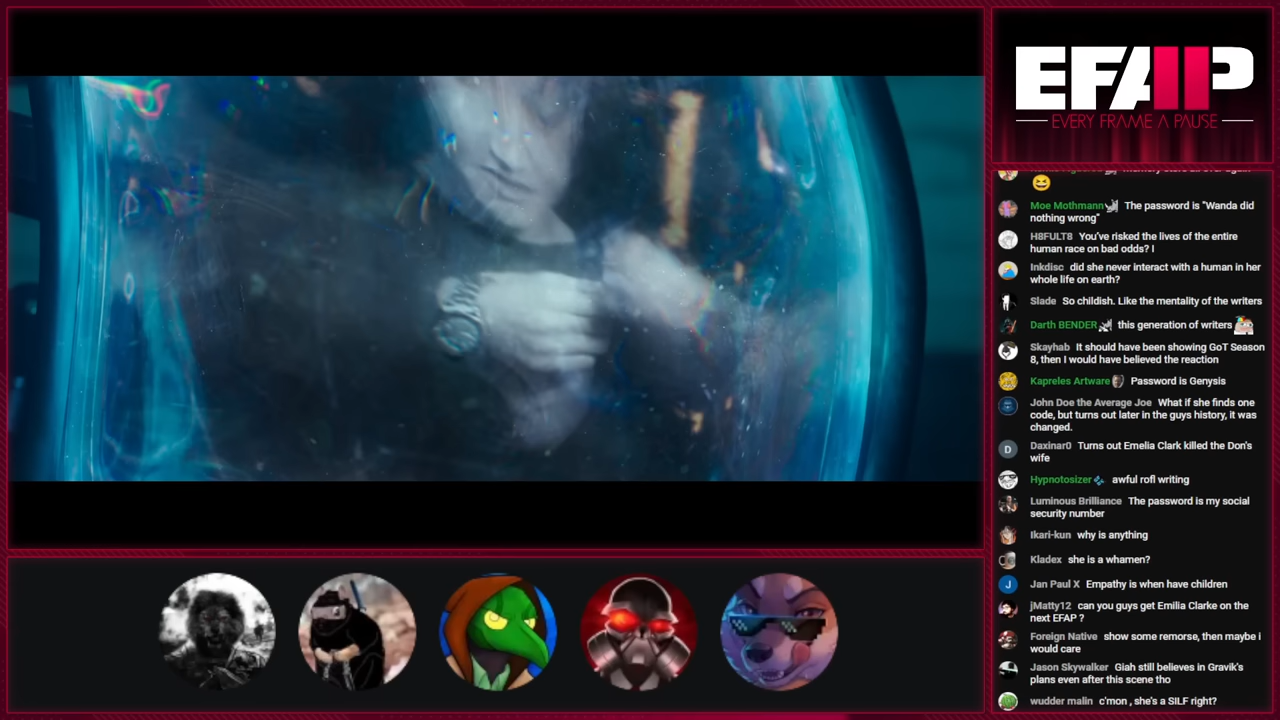 EFAP
EVERY FRAME A PAUSE
Moe Mothmann The password is "Wanda did
nothing wrong"
H8FULT8 You've risked the lives of the entire
human race on bad odds? I
Inkdisc did she never interact with a human in her
whole life on earth?
Slade So childish. Like the mentality of the writers
Darth BENDER this generation of writers
Skayhab It should have been showing GoT Season
8, then I would have believed the reaction
Kapreles Artware Password is Genysis
John Doe the Average Joe What if she finds one
code, but turns out later in the guys history, it was
changed.
D
Daxinar0 Turns out Emelia Clark killed the Don's
wife
Hypnotosizer awful rofl writing
Luminous Brilliance The password is my social
security number
Ikari-kun why is anything
Kladex she is a whamen?
J
Jan Paul X Empathy is when have children
jMatty12 can you guys get Emilia Clarke on the
next EFAP ?
Foreign Native show some remorse, then maybe i
would care
Jason Skywalker Giah still believes in Gravik's
plans even after this scene tho
wudder malin c'mon , she's a SILF right?